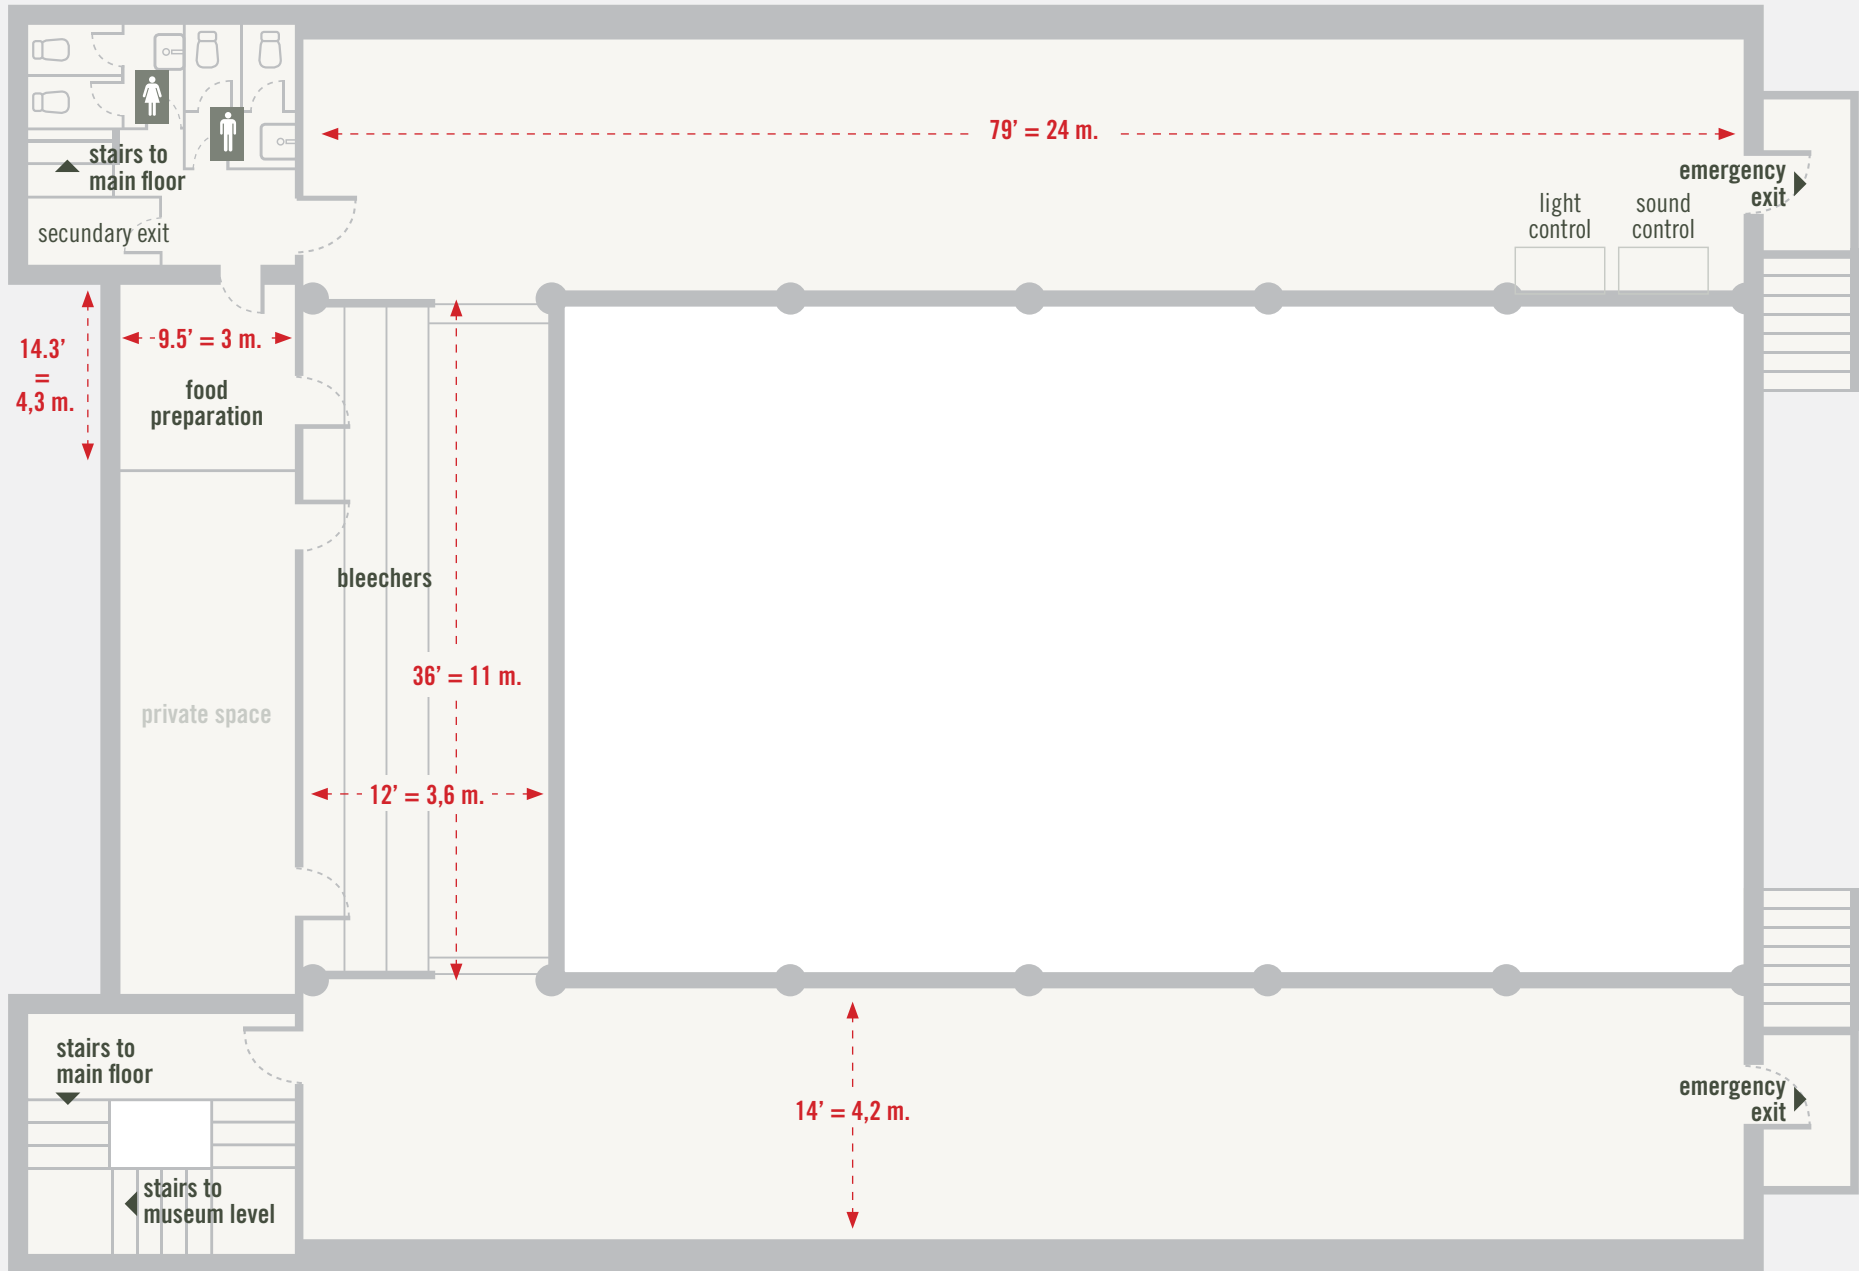 79’ = 24 m.
stairs to
main floor
secundary exit
emergency
exit
light
control
sound
control
14.3’
=
4,3 m.
9.5’ = 3 m.
food
preparation
bleechers
36’ = 11 m.
private space
12’ = 3,6 m.
stairs to
main floor
14’ = 4,2 m.
emergency
exit
stairs to
museum level